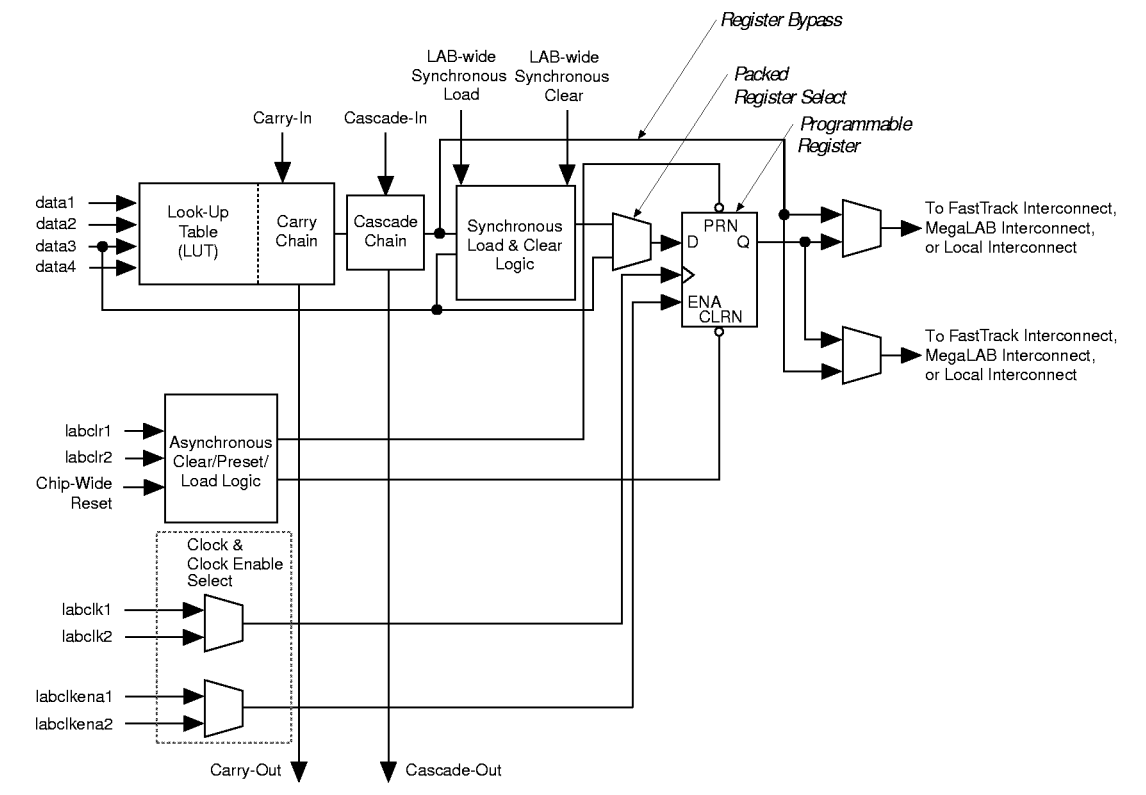 Register Bypass
Packed
Register Select
Programmable
Register
LAB-wide
Synchronous
Load
LAB-wide
Synchronous
Clear
Carry-In
Cascade-In
data1
data2
data3
data4
Look-Up
Table
(LUT)
Carry
Chain
Cascade
Chain
Synchronous
Load & Clear
Logic
PRN
D
Q
ENA
CLRN
To FastTrack Interconnect,
MegaLAB Interconnect,
or Local Interconnect
To FastTrack Interconnect,
MegaLAB Interconnect,
or Local Interconnect
labclr1
labclr2
Chip-Wide
Reset
Asynchronous
Clear/Preset/
Load Logic
Clock &
Clock Enable
Select
labclk1
labclk2
labclkena1
labclkena2
Carry-Out
Cascade-Out